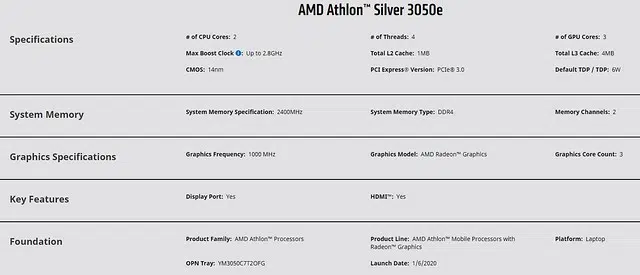 AMD Athlon™ Silver 3050e
Specifications
# of CPU Cores: 2
# of Threads: 4
# of GPU Cores: 3
Max Boost Clock : Up to 2.8GHz
Total L2 Cache: 1MB
Total L3 Cache: 4MB
CMOS: 14nm
PCI Express® Version: PCIe® 3.0
Default TDP / TDP: 6W
System Memory
System Memory Specification: 2400MHz
System Memory Type: DDR4
Memory Channels: 2
Graphics Specifications
Graphics Frequency: 1000 MHz
Graphics Model: AMD Radeon™ Graphics
Graphics Core Count: 3
Key Features
Display Port: Yes
HDMI™: Yes
Foundation
Product Family: AMD Athlon™ Processors
Product Line: AMD Athlon™ Mobile Processors with
Radeon™ Graphics
Platform: Laptop
OPN Tray: YM3050C7T2OFG
Launch Date: 1/6/2020